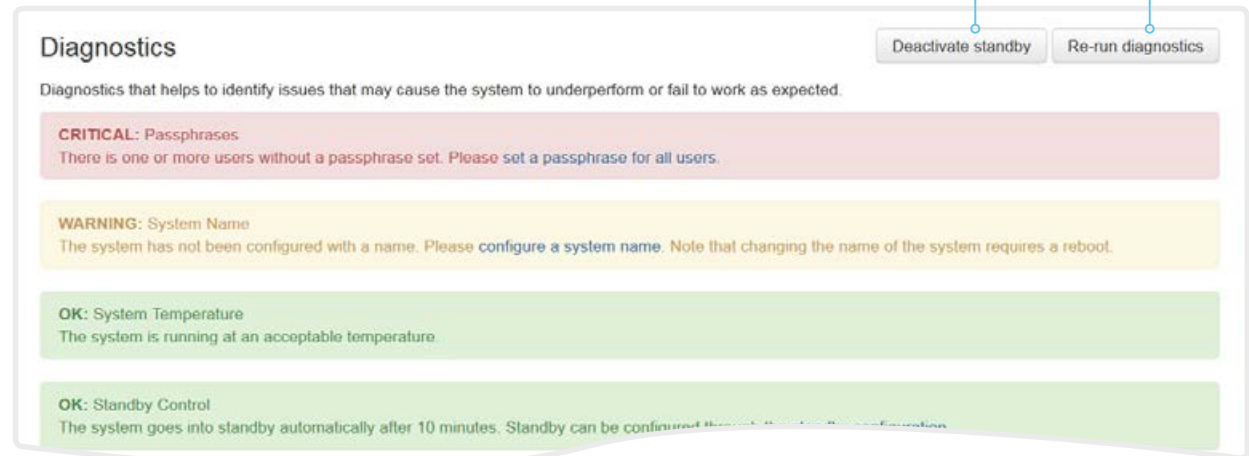 Diagnostics
Deactivate standby
Re-run diagnostics
Diagnostics that helps to identify issues that may cause the system to underperform or fail to work as expected.
CRITICAL: Passphrases
There is one or more users without a passphrase set. Please set a passphrase for all users.
WARNING: System Name
The system has not been configured with a name. Please configure a system name. Note that changing the name of the system requires a reboot.
OK: System Temperature
The system is running at an acceptable temperature.
OK: Standby Control
The system goes into standby automatically after 10 minutes. Standby can be configured through the standby configuration